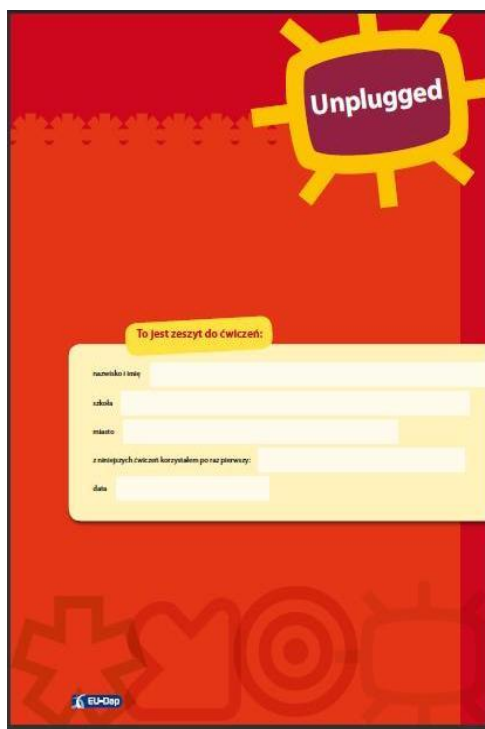 Unplugged
To jest zeszyt do ćwiczeń:
nazwisko i imię
szkoła
miasto
z niniejszych ćwiczeń korzystałem po raz pierwszy:
data
EU-Dap